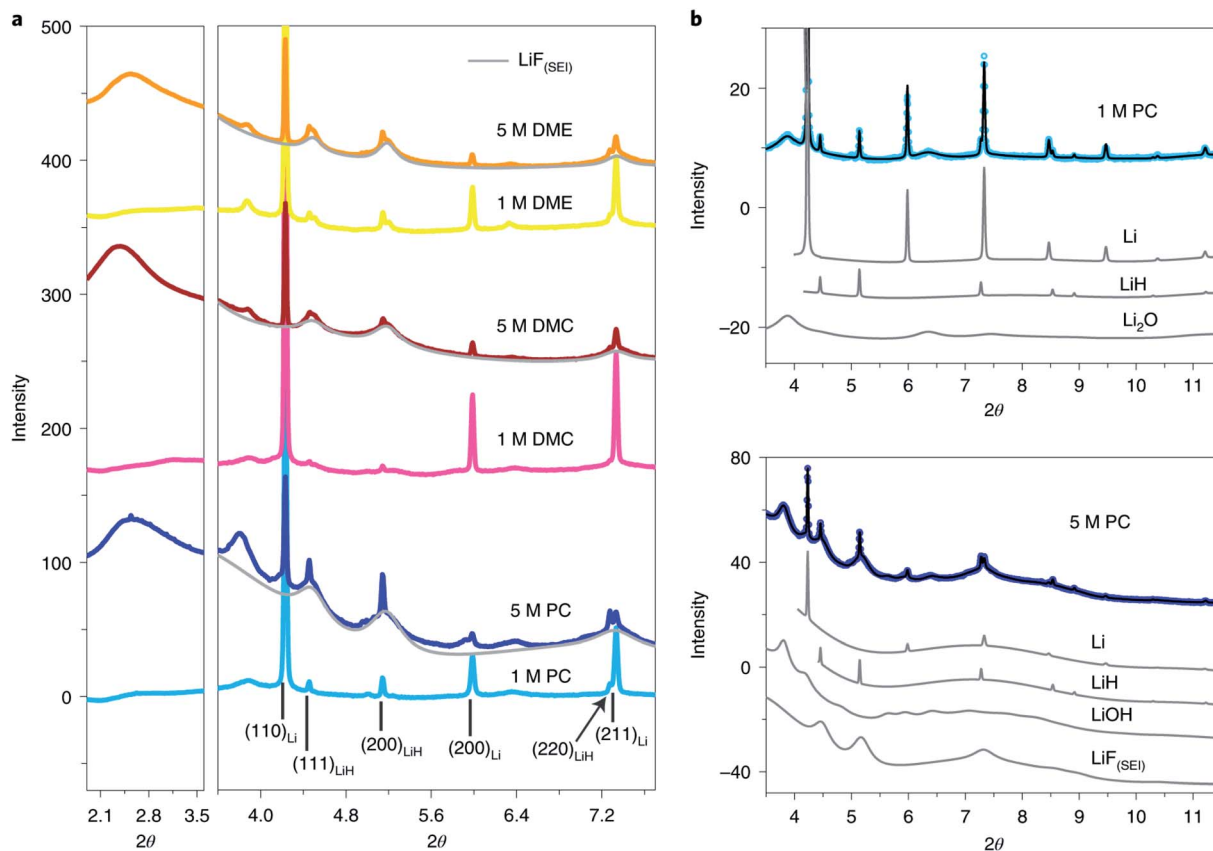 a
500
400
300
200
100
0
Intensity
LiF(SEI)
5 M DME
1 M DME
5 M DMC
1 M DMC
5 M PC
1 M PC
(110)Li
(111)LiH
(200)LiH
(200)Li
(220)LiH
(211)Li
2.1 2.8 3.5
4.0 4.8 5.6 6.4 7.2
2θ
2θ
b
20
0
−20
Intensity
1 M PC
Li
LiH
Li2O
4 5 6 7 8 9 10 11
2θ
80
40
0
−40
Intensity
5 M PC
Li
LiH
LiOH
LiF(SEI)
4 5 6 7 8 9 10 11
2θ